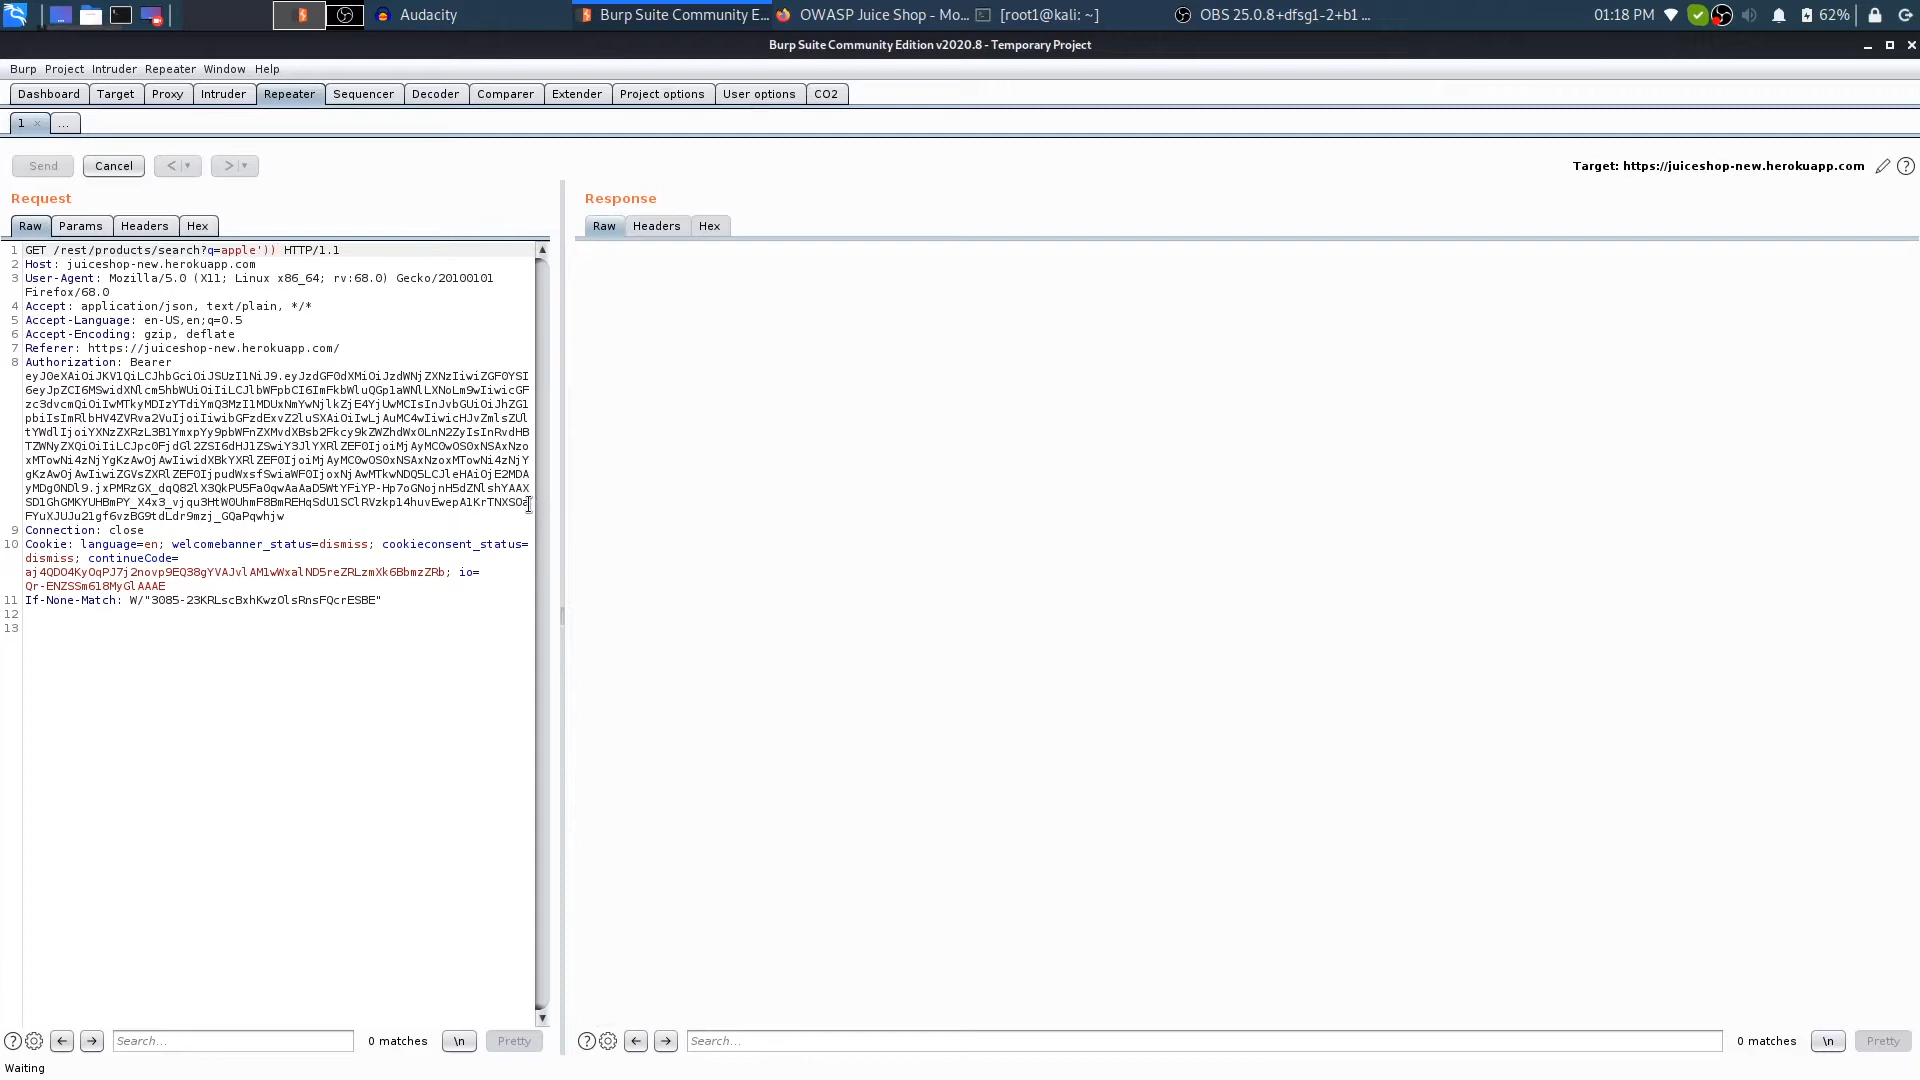 Audacity
Burp Suite Community E...
OWASP Juice Shop - Mo...
[root1@kali: ~]
OBS 25.0.8+dfsg1-2+b1 ...
01:18 PM
62%
Burp Suite Community Edition v2020.8 - Temporary Project
Burp Project Intruder Repeater Window Help
Dashboard Target Proxy Intruder Repeater Sequencer Decoder Comparer Extender Project options User options CO2
1 × ...
Send Cancel < > Target: https://juiceshop-new.herokuapp.com
Request
Raw Params Headers Hex
1 GET /rest/products/search?q=apple')) HTTP/1.1
2 Host: juiceshop-new.herokuapp.com
3 User-Agent: Mozilla/5.0 (X11; Linux x86_64; rv:68.0) Gecko/20100101
Firefox/68.0
4 Accept: application/json, text/plain, */*
5 Accept-Language: en-US,en;q=0.5
6 Accept-Encoding: gzip, deflate
7 Referer: https://juiceshop-new.herokuapp.com/
8 Authorization: Bearer
9 Connection: close
10 Cookie: language=en; welcomebanner_status=dismiss; cookieconsent_status=
dismiss; continueCode=
io=
11 If-None-Match:
12
13
Search... 0 matches \n Pretty
Response
Raw Headers Hex
Search... 0 matches \n Pretty
Waiting